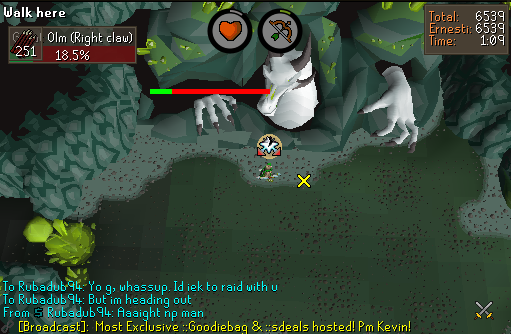 Walk here
Olm (Right claw)
251
18.5%
Total: 6539
Ernesti: 6539
Time: 1:09
To Rubadub94: Yo g, whassup. Id iek to raid with u
To Rubadub94: But im heading out
From Rubadub94: Aaaight np man
[Broadcast]: Most Exclusive ::Goodiebag & ::sdeals hosted! Pm Kevin!